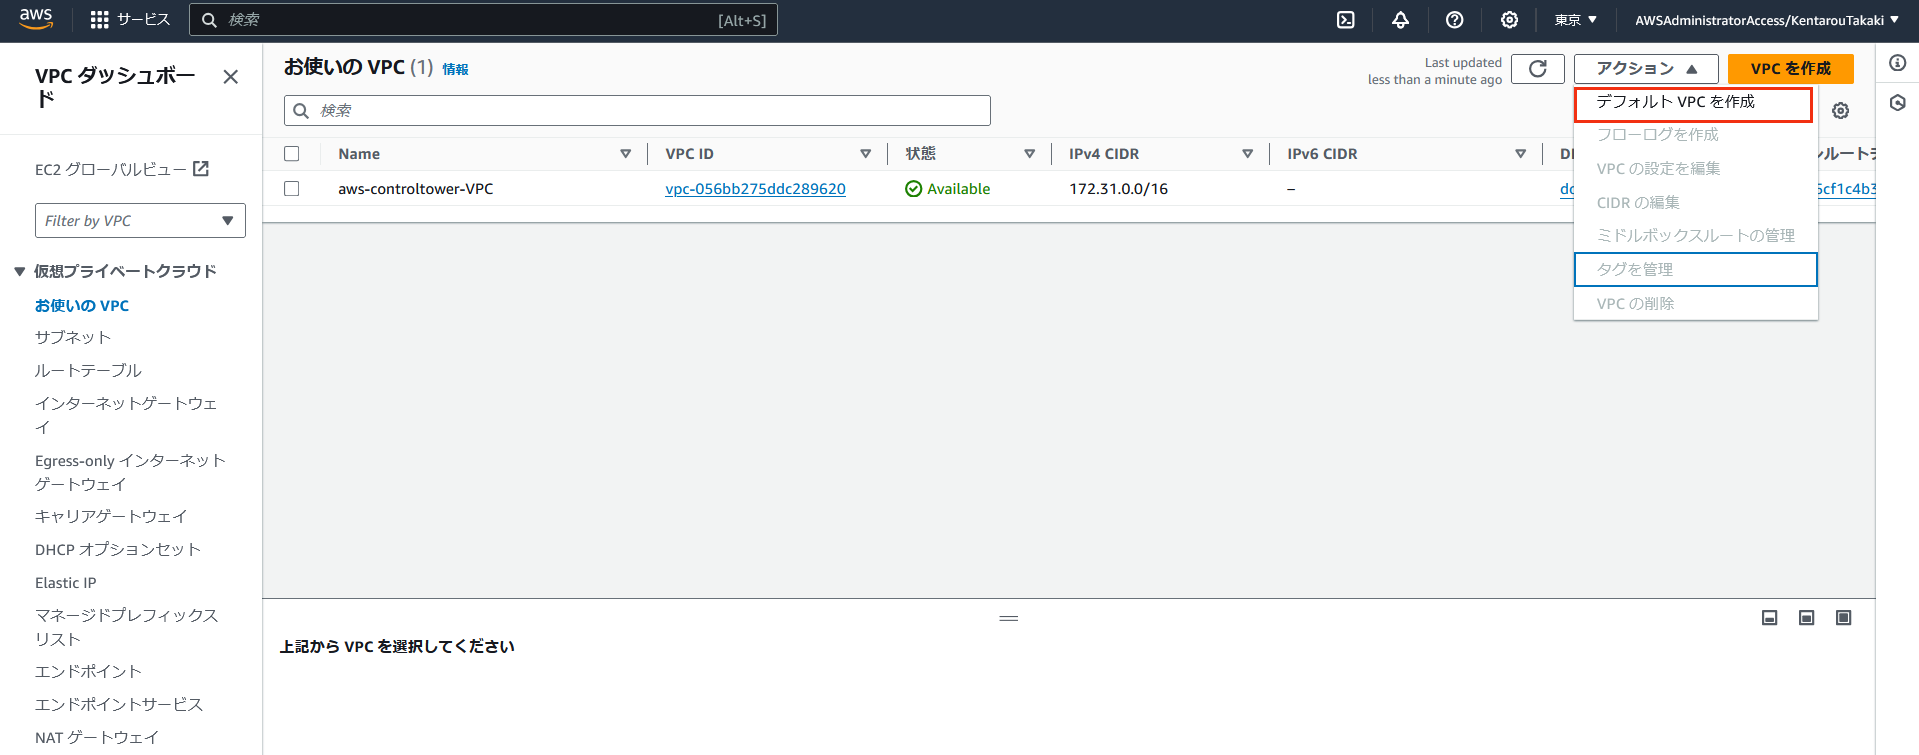 aws
サービス
検索
[Alt+S]
東京
AWSAdministratorAccess/KentarouTakaki
VPC ダッシュボー
ド
EC2 グローバルビュー
Filter by VPC
仮想プライベートクラウド
お使いの VPC
サブネット
ルートテーブル
インターネットゲートウェ
イ
Egress-only インターネット
ゲートウェイ
キャリアゲートウェイ
DHCP オプションセット
Elastic IP
マネージドプレフィックス
リスト
エンドポイント
エンドポイントサービス
NAT ゲートウェイ
お使いの VPC (1) 情報
Last updated
less than a minute ago
アクション
VPC を作成
検索
デフォルト VPC を作成
フローログを作成
VPC の設定を編集
CIDR の編集
ミドルボックスルートの管理
タグを管理
VPC の削除
Name
VPC ID
状態
IPv4 CIDR
IPv6 CIDR
ルートテ
aws-controltower-VPC
vpc-056bb275ddc289620
Available
172.31.0.0/16
–
cf1c4b3
上記から VPC を選択してください